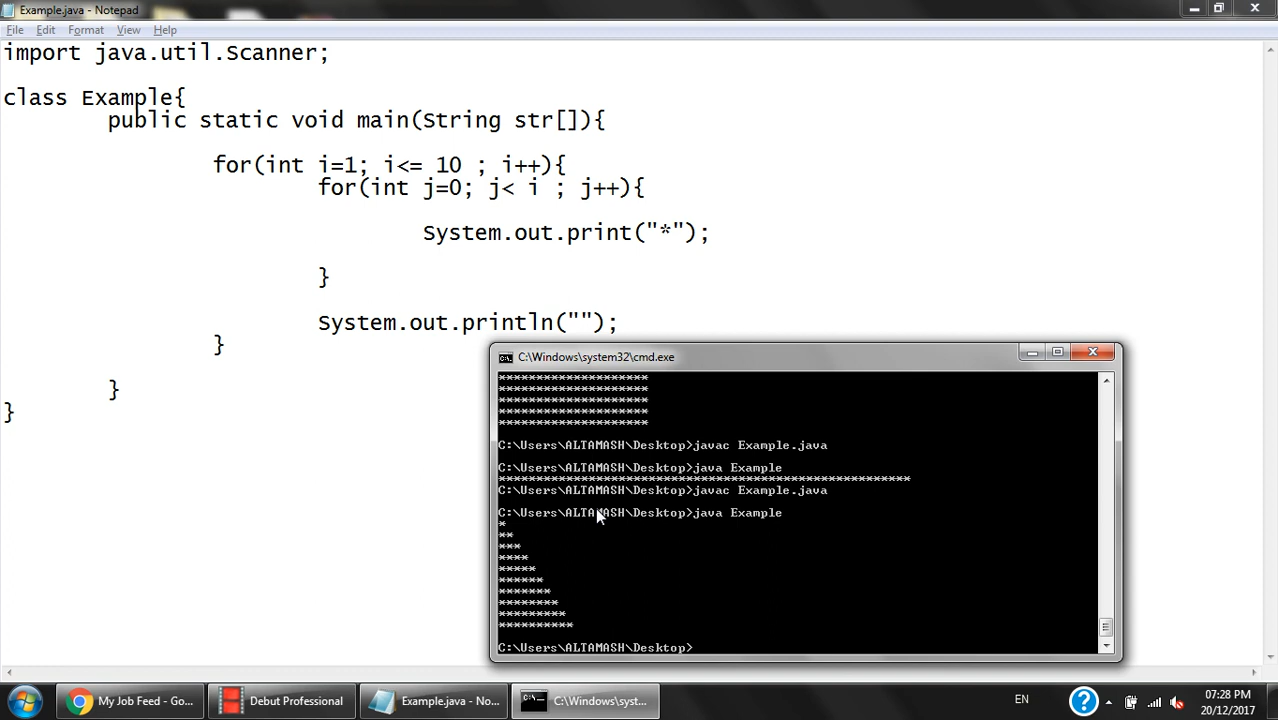 Example.java - Notepad
File Edit Format View Help
import java.util.Scanner;
class Example{
public static void main(String str[]){
for(int i=1; i<= 10 ; i++){
for(int j=0; j< i ; j++){
System.out.print("*");
}
System.out.println("");
}
}
}
C:\Windows\system32\cmd.exe
********************
********************
********************
********************
********************
C:\Users\ALTAMASH\Desktop>javac Example.java
C:\Users\ALTAMASH\Desktop>java Example
*******************************************************
C:\Users\ALTAMASH\Desktop>javac Example.java
C:\Users\ALTAMASH\Desktop>java Example
*
**
***
****
*****
******
*******
********
*********
**********
C:\Users\ALTAMASH\Desktop>
My Job Feed - Go... Debut Professional Example.java - No... C:\Windows\syst... EN 07:28 PM
20/12/2017